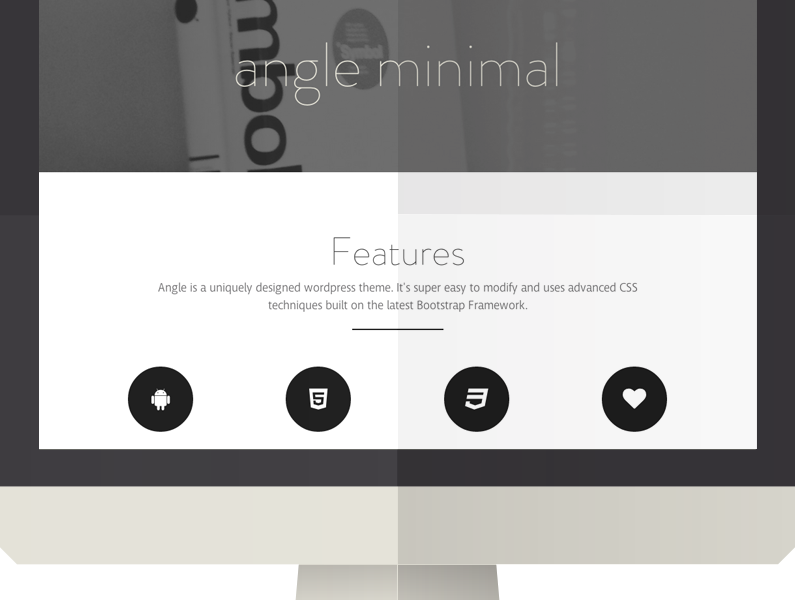 angle minimal
mbol
Features
Angle is a uniquely designed wordpress theme. It's super easy to modify and uses advanced CSS
techniques built on the latest Bootstrap Framework.